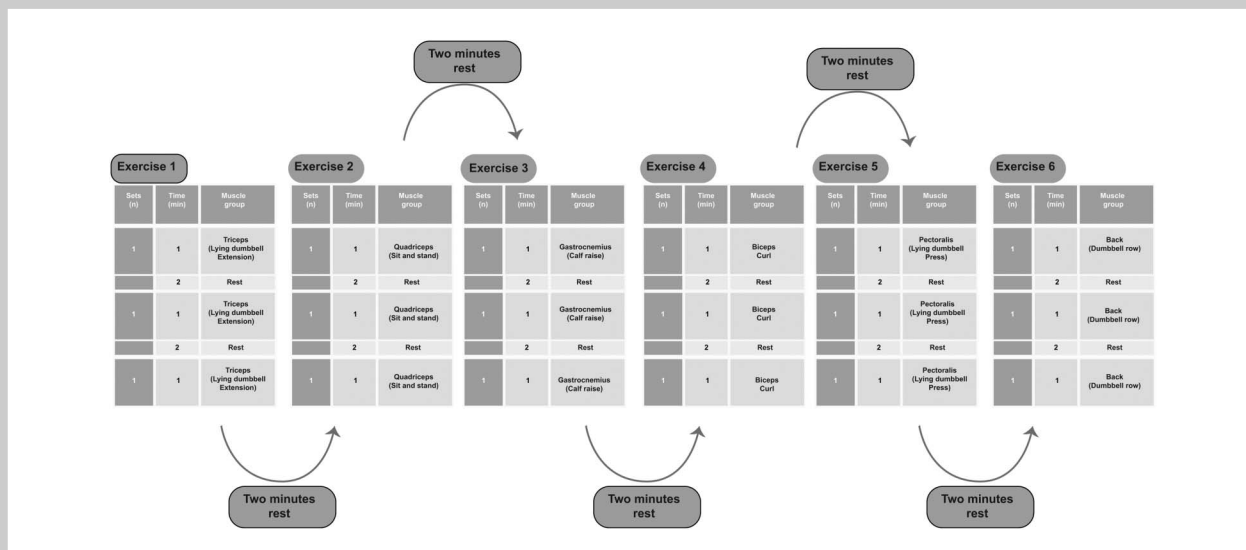 Two minutes
rest
Two minutes
rest
Exercise 1
Sets
(n)
Time
(min)
Muscle
group
1
1
Triceps
(Lying dumbbell
Extension)
2
Rest
1
1
Triceps
(Lying dumbbell
Extension)
2
Rest
1
1
Triceps
(Lying dumbbell
Extension)
Exercise 2
Sets
(n)
Time
(min)
Muscle
group
1
1
Quadriceps
(Sit and stand)
2
Rest
1
1
Quadriceps
(Sit and stand)
2
Rest
1
1
Quadriceps
(Sit and stand)
Exercise 3
Sets
(n)
Time
(min)
Muscle
group
1
1
Gastrocnemius
(Calf raise)
2
Rest
1
1
Gastrocnemius
(Calf raise)
2
Rest
1
1
Gastrocnemius
(Calf raise)
Exercise 4
Sets
(n)
Time
(min)
Muscle
group
1
1
Biceps
Curl
2
Rest
1
1
Biceps
Curl
2
Rest
1
1
Biceps
Curl
Exercise 5
Sets
(n)
Time
(min)
Muscle
group
1
1
Pectoralis
(Lying dumbbell
Press)
2
Rest
1
1
Pectoralis
(Lying dumbbell
Press)
2
Rest
1
1
Pectoralis
(Lying dumbbell
Press)
Exercise 6
Sets
(n)
Time
(min)
Muscle
group
1
1
Back
(Dumbbell row)
2
Rest
1
1
Back
(Dumbbell row)
2
Rest
1
1
Back
(Dumbbell row)
Two minutes
rest
Two minutes
rest
Two minutes
rest